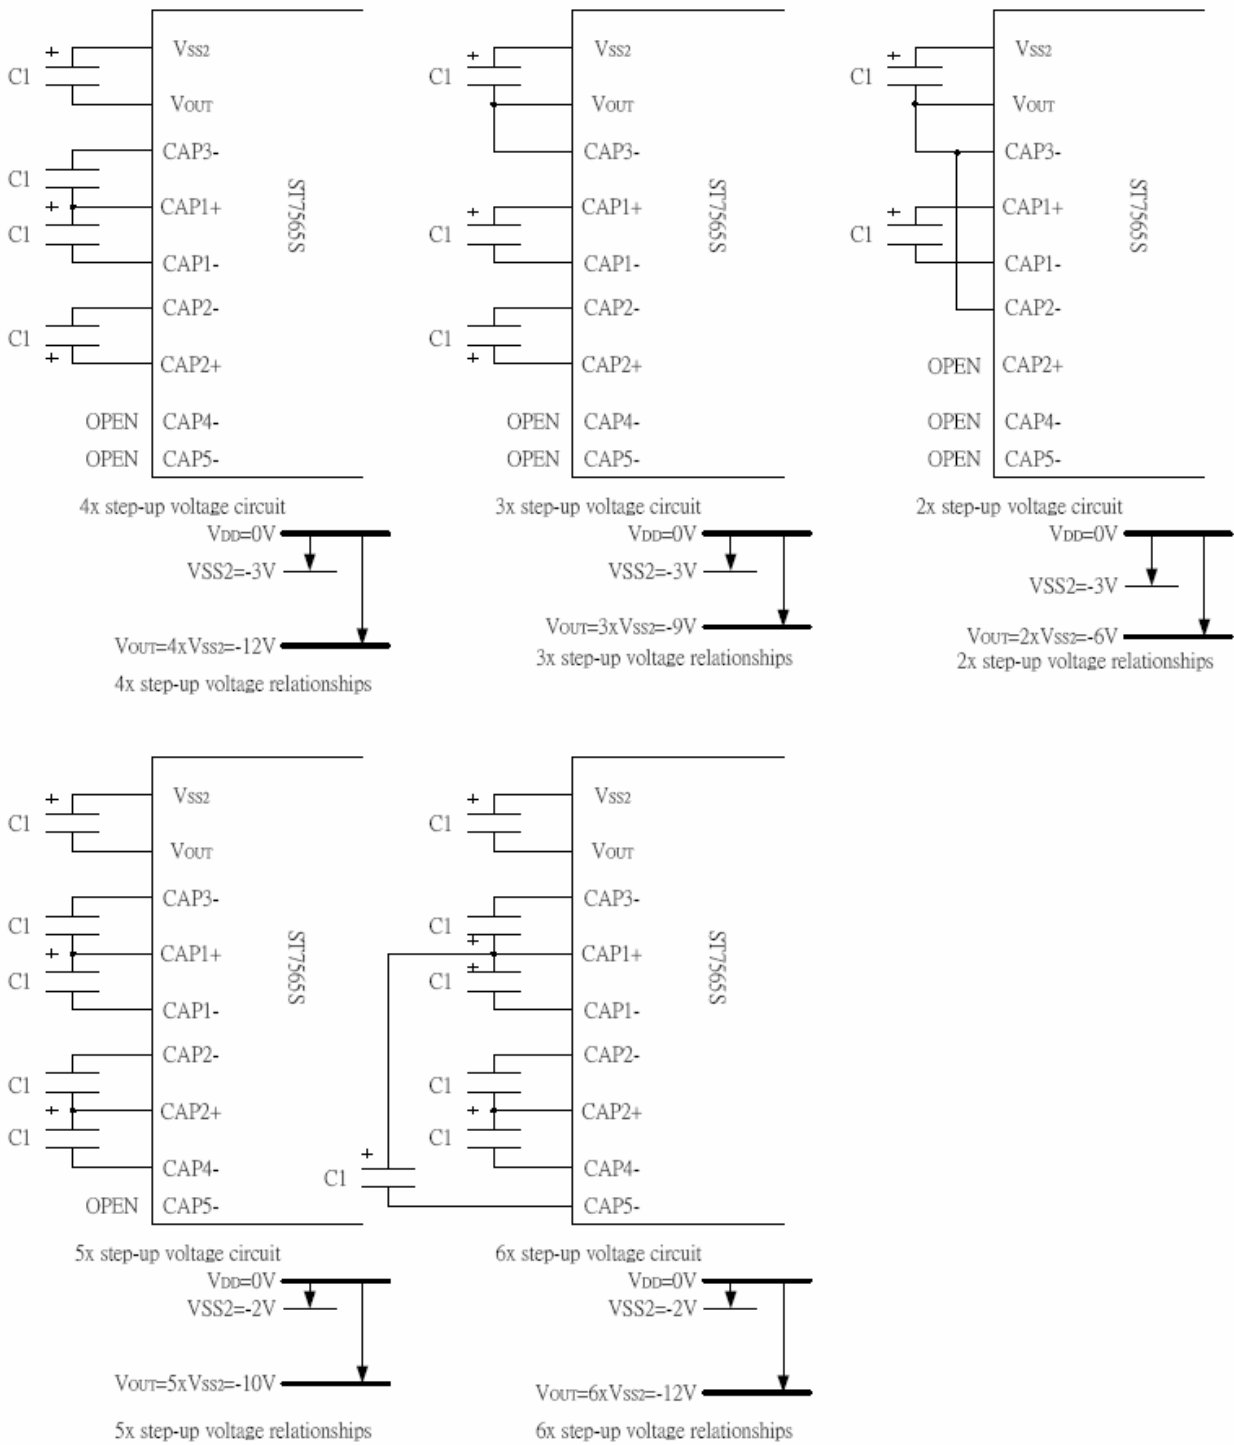 +
C1
VSS2
VOUT
C1
CAP3-
+
CAP1+
C1
CAP1-
CAP2-
C1
+
CAP2+
OPEN CAP4-
OPEN CAP5-
ST7565S
4x step-up voltage circuit
VDD=0V
VSS2=-3V
VOUT=4xVSS2=-12V
4x step-up voltage relationships
+
C1
VSS2
VOUT
CAP3-
+
CAP1+
C1
CAP1-
CAP2-
C1
+
CAP2+
OPEN CAP4-
OPEN CAP5-
ST7565S
3x step-up voltage circuit
VDD=0V
VSS2=-3V
VOUT=3xVSS2=-9V
3x step-up voltage relationships
+
C1
VSS2
VOUT
CAP3-
+
CAP1+
C1
CAP1-
CAP2-
OPEN CAP2+
OPEN CAP4-
OPEN CAP5-
ST7565S
2x step-up voltage circuit
VDD=0V
VSS2=-3V
VOUT=2xVSS2=-6V
2x step-up voltage relationships
+
C1
VSS2
VOUT
CAP3-
C1
+
CAP1+
C1
CAP1-
CAP2-
C1
+
CAP2+
C1
CAP4-
OPEN CAP5-
ST7565S
5x step-up voltage circuit
VDD=0V
VSS2=-2V
VOUT=5xVSS2=-10V
5x step-up voltage relationships
+
C1
VSS2
VOUT
CAP3-
C1
+
CAP1+
+
C1
CAP1-
CAP2-
C1
+
CAP2+
C1
CAP4-
+
C1
CAP5-
ST7565S
6x step-up voltage circuit
VDD=0V
VSS2=-2V
VOUT=6xVSS2=-12V
6x step-up voltage relationships